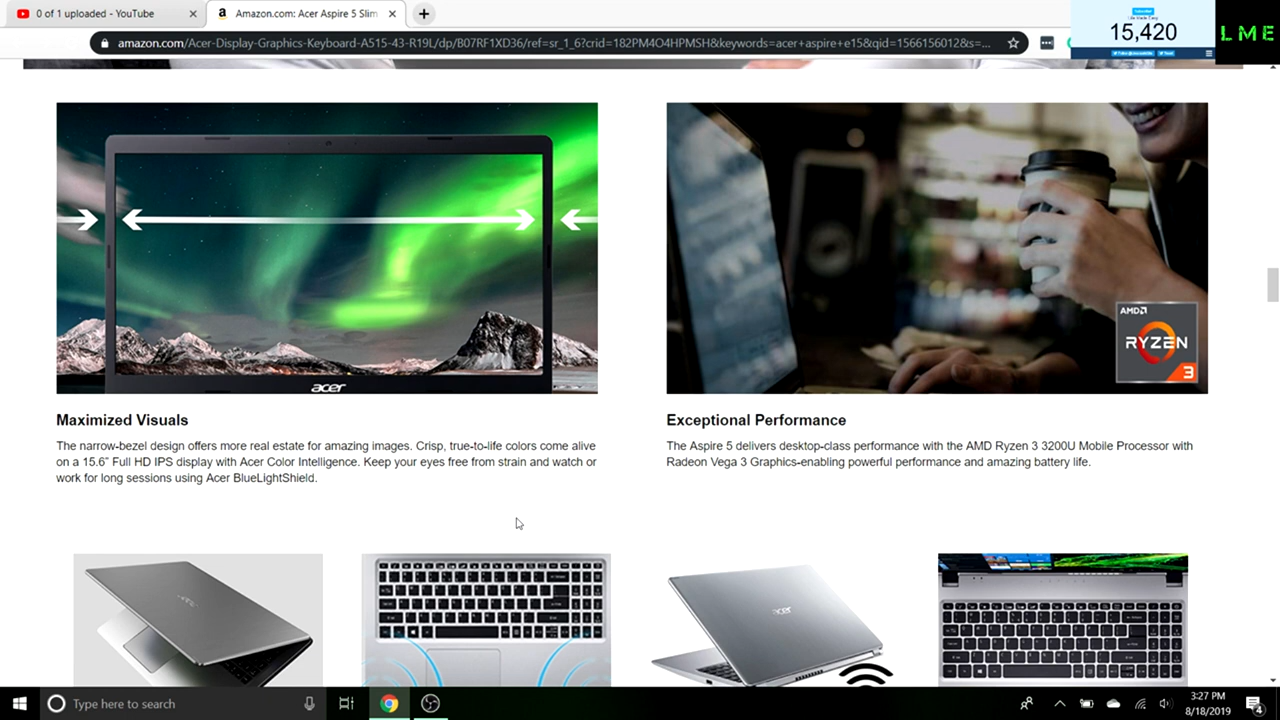 0 of 1 uploaded - YouTube
Amazon.com: Acer Aspire 5 Slim
amazon.com/Acer-Display-Graphics-Keyboard-A515-43-R19L/dp/B07RF1XD36/ref=sr_1_6?crid=182PM4O4HPMSH&keywords=acer+aspire+e15&qid=1566156012&s=...
15,420
LME
acer
AMD
RYZEN
3
Maximized Visuals
The narrow-bezel design offers more real estate for amazing images. Crisp, true-to-life colors come alive
on a 15.6" Full HD IPS display with Acer Color Intelligence. Keep your eyes free from strain and watch or
work for long sessions using Acer BlueLightShield.
Exceptional Performance
The Aspire 5 delivers desktop-class performance with the AMD Ryzen 3 3200U Mobile Processor with
Radeon Vega 3 Graphics-enabling powerful performance and amazing battery life.
acer
Type here to search
3:27 PM
8/18/2019
4